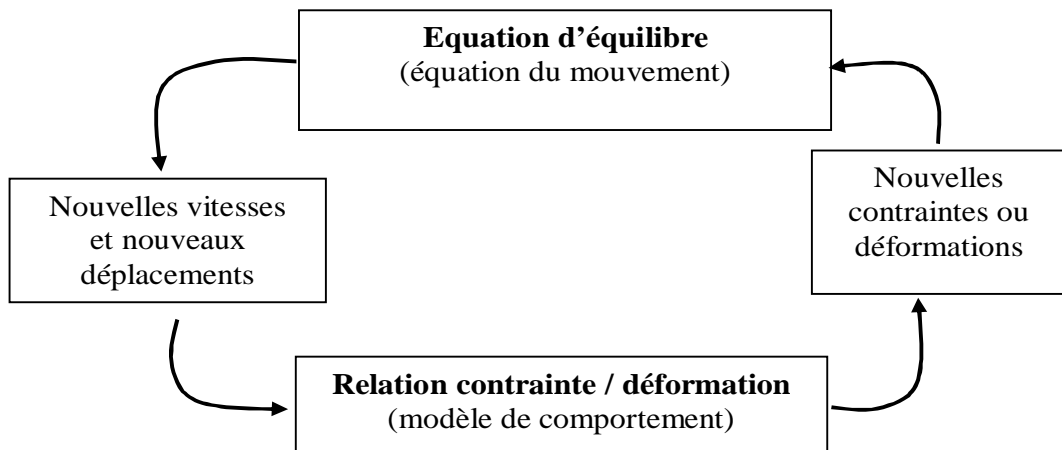 Equation d’équilibre
(équation du mouvement)
Nouvelles vitesses
et nouveaux
déplacements
Nouvelles
contraintes ou
déformations
Relation contrainte / déformation
(modèle de comportement)